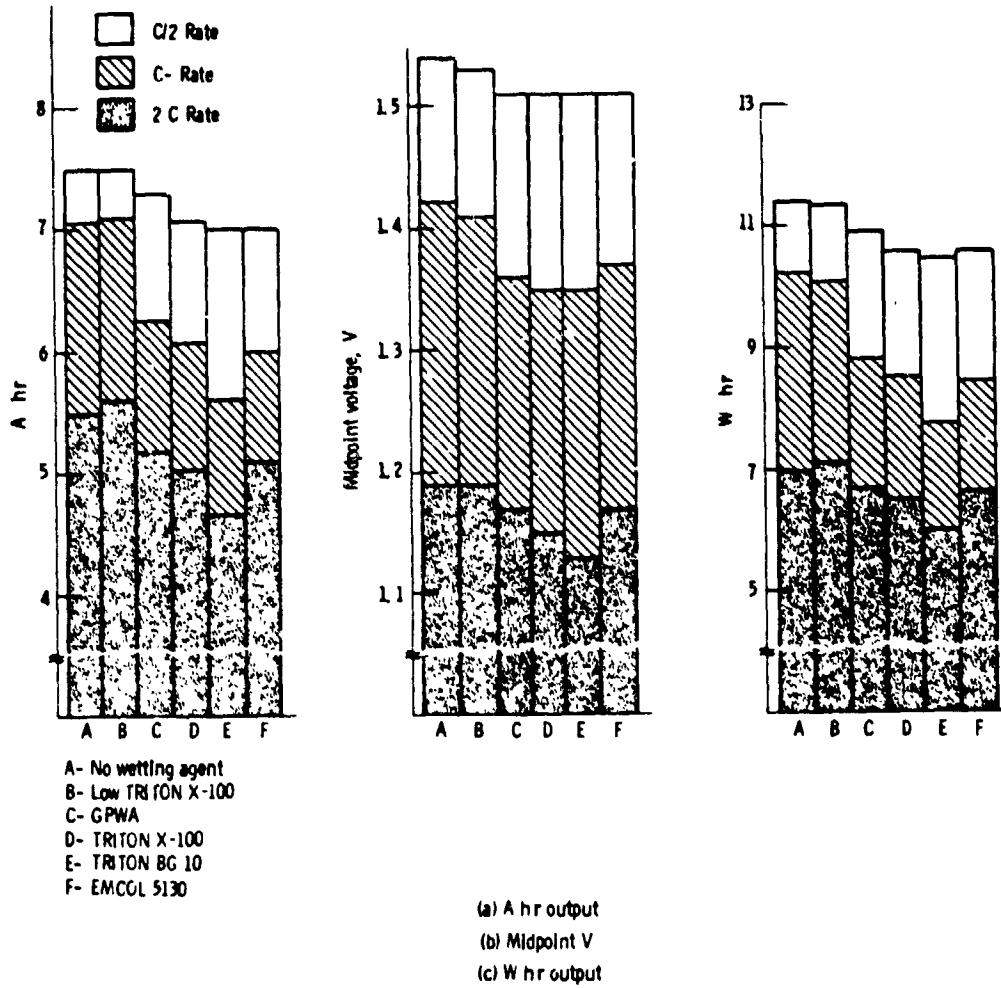 C/2 Rate
C- Rate
2 C Rate
8
7
6
5
4
A hr
A B C D E F
1.5
1.4
1.3
1.2
1.1
Midpoint voltage, V
A B C D E F
13
11
9
7
5
W hr
A B C D E F
A- No wetting agent
B- Low TRITON X-100
C- GPWA
D- TRITON X-100
E- TRITON BG 10
F- EMCOL 5130
(a) A hr output
(b) Midpoint V
(c) W hr output